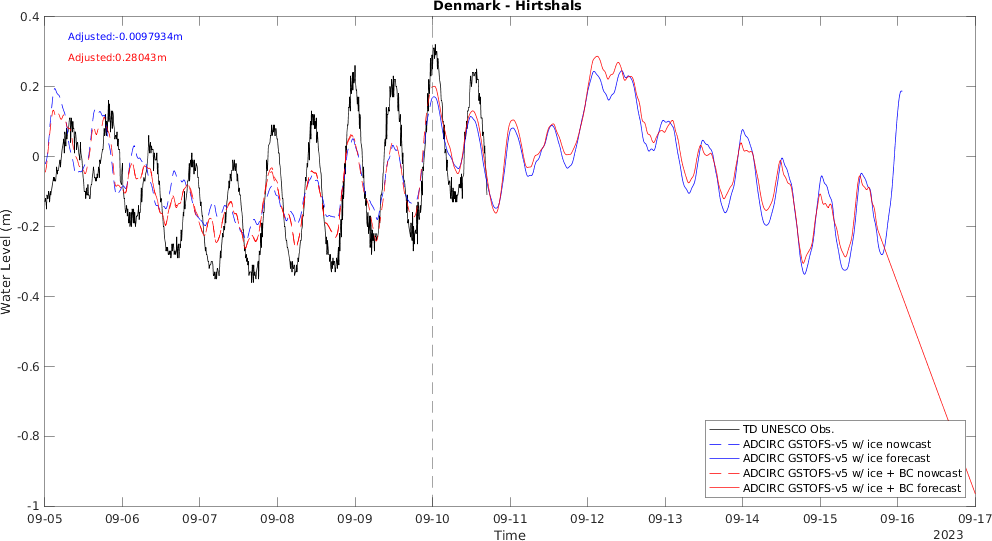 Denmark - Hirtshals
Adjusted:-0.0097934m
Adjusted:0.28043m
Water Level (m)
0.4
0.2
0
-0.2
-0.4
-0.6
-0.8
-1
TD UNESCO Obs.
ADCIRC GSTOFS-v5 w/ ice nowcast
ADCIRC GSTOFS-v5 w/ ice forecast
ADCIRC GSTOFS-v5 w/ ice + BC nowcast
ADCIRC GSTOFS-v5 w/ ice + BC forecast
09-05 09-06 09-07 09-08 09-09 09-10 09-11 09-12 09-13 09-14 09-15 09-16 09-17
Time
2023